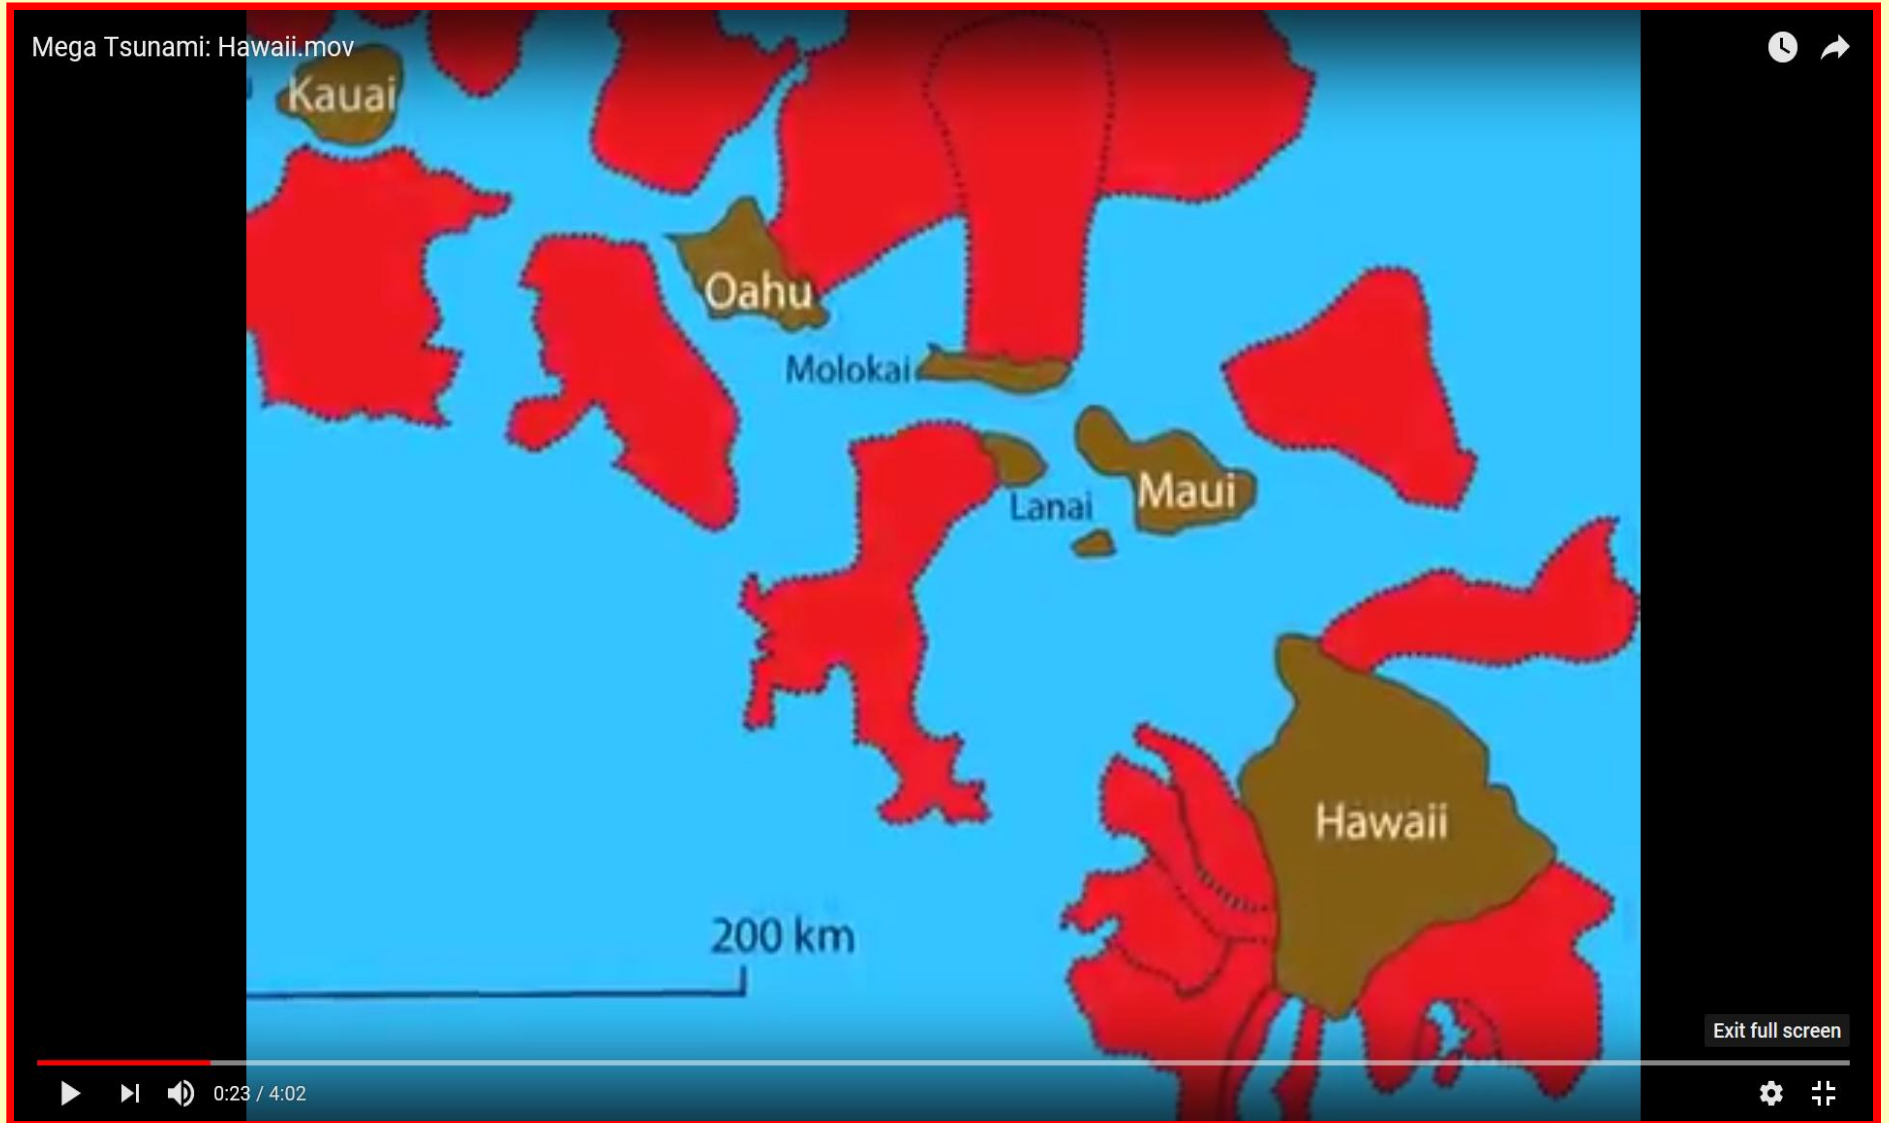 Mega Tsunami: Hawaii.mov
Kauai
Oahu
Molokai
Lanai
Maui
Hawaii
200 km
Exit full screen
0:23 / 4:02